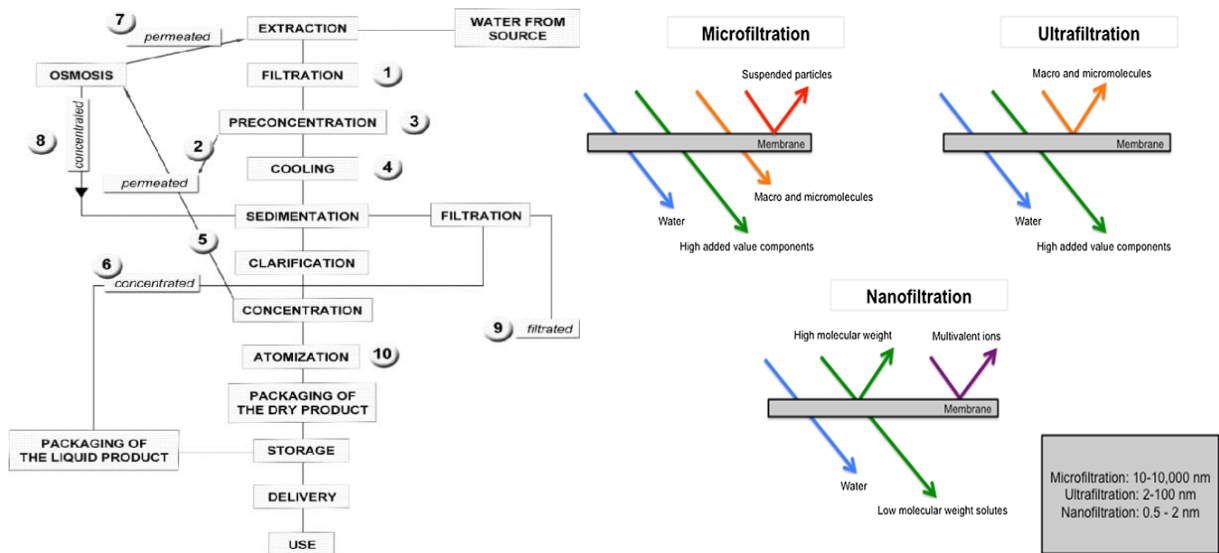 7
permeated
EXTRACTION
WATER FROM
SOURCE
OSMOSIS
FILTRATION
1
concentrated
8
PRECONCENTRATION
3
2
COOLING
4
permeated
SEDIMENTATION
FILTRATION
5
CLARIFICATION
6
concentrated
CONCENTRATION
9
filtrated
ATOMIZATION
10
PACKAGING OF
THE DRY PRODUCT
PACKAGING OF
THE LIQUID PRODUCT
STORAGE
DELIVERY
USE
Microfiltration
Suspended particles
Membrane
Macro and micromolecules
Water
High added value components
Ultrafiltration
Macro and micromolecules
Membrane
Water
High added value components
Nanofiltration
High molecular weight
Multivalent ions
Membrane
Water
Low molecular weight solutes
Microfiltration: 10-10,000 nm
Ultrafiltration: 2-100 nm
Nanofiltration: 0.5 - 2 nm